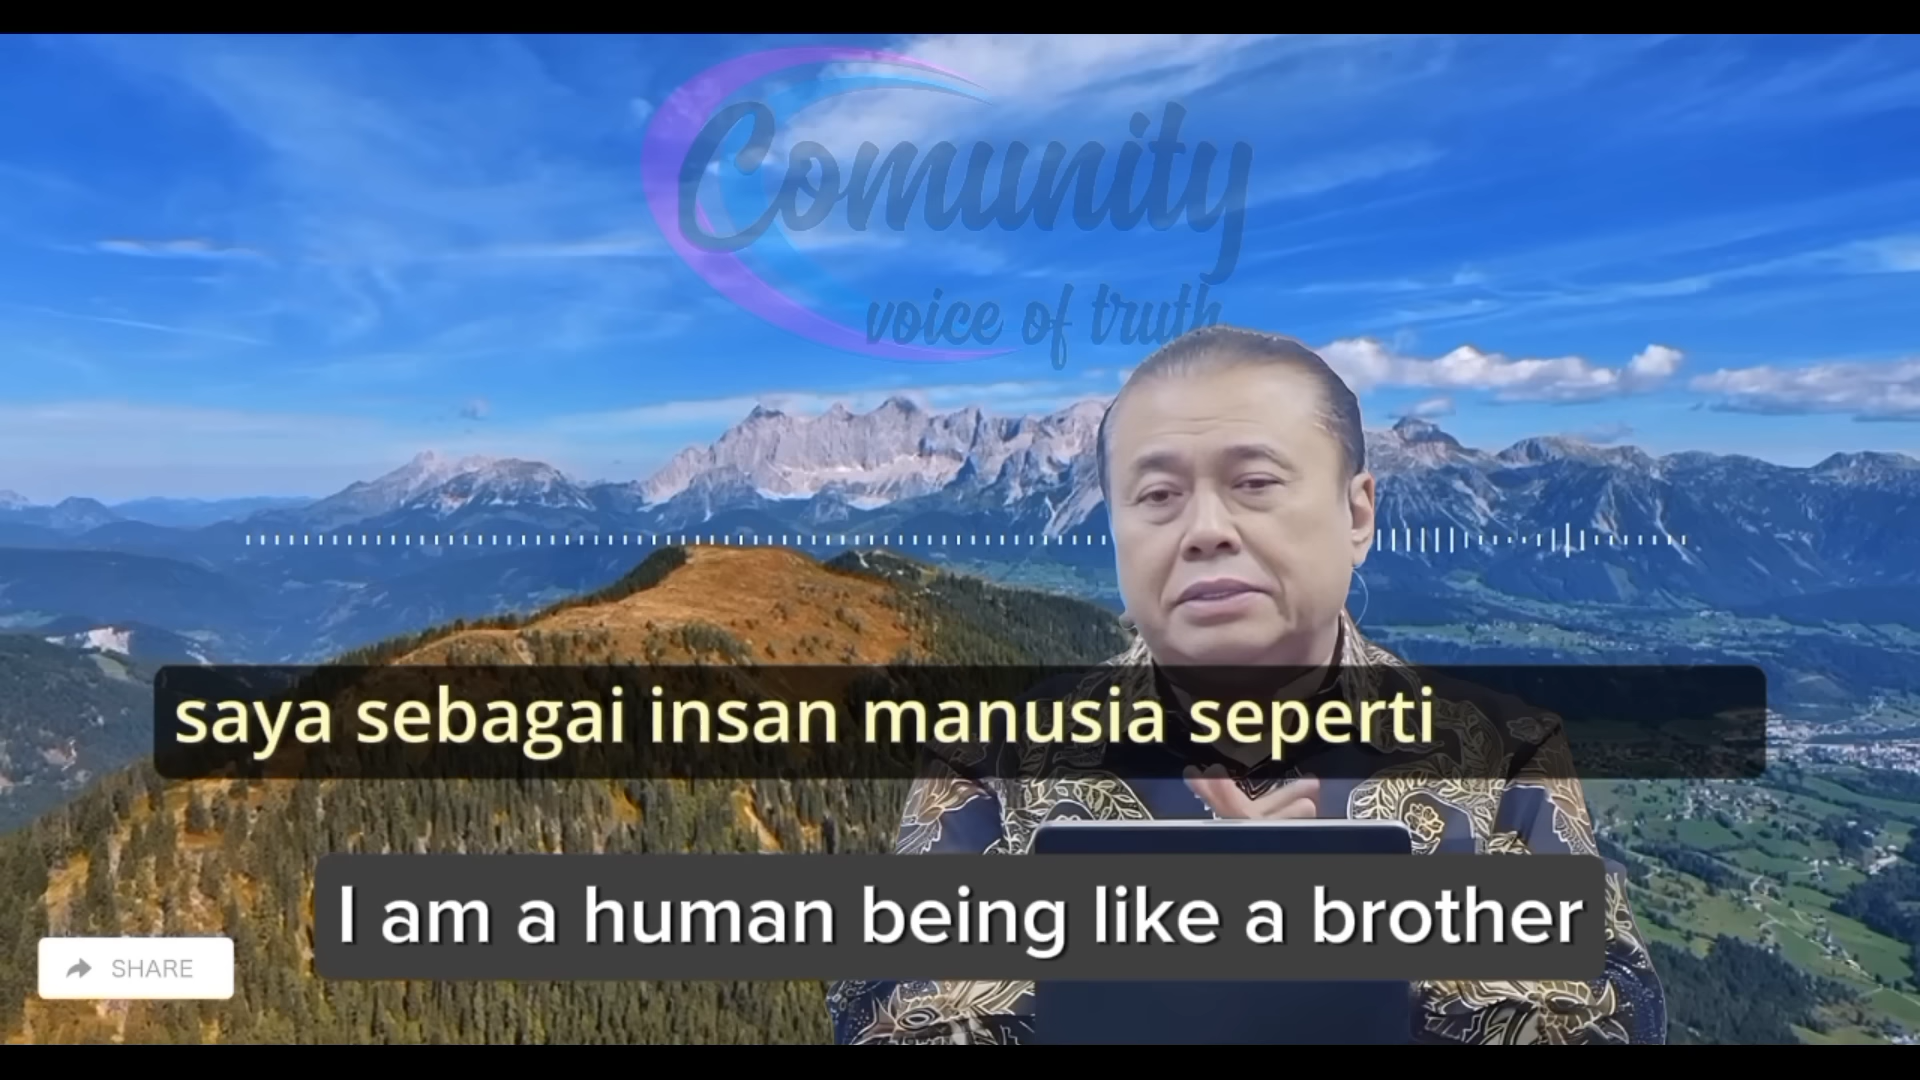 Comunity
voice of truth
saya sebagai insan manusia seperti
I am a human being like a brother
SHARE